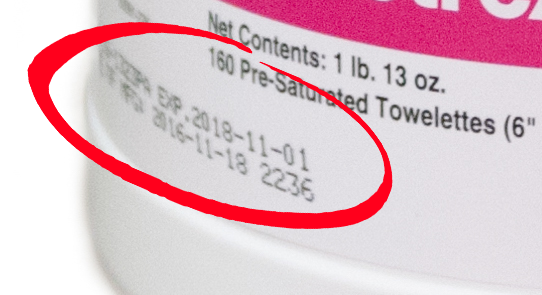 Net Contents: 1 lb. 13 oz.
160 Pre-Saturated Towelettes (6"
EXP.2018-11-01
2016-11-18 2236